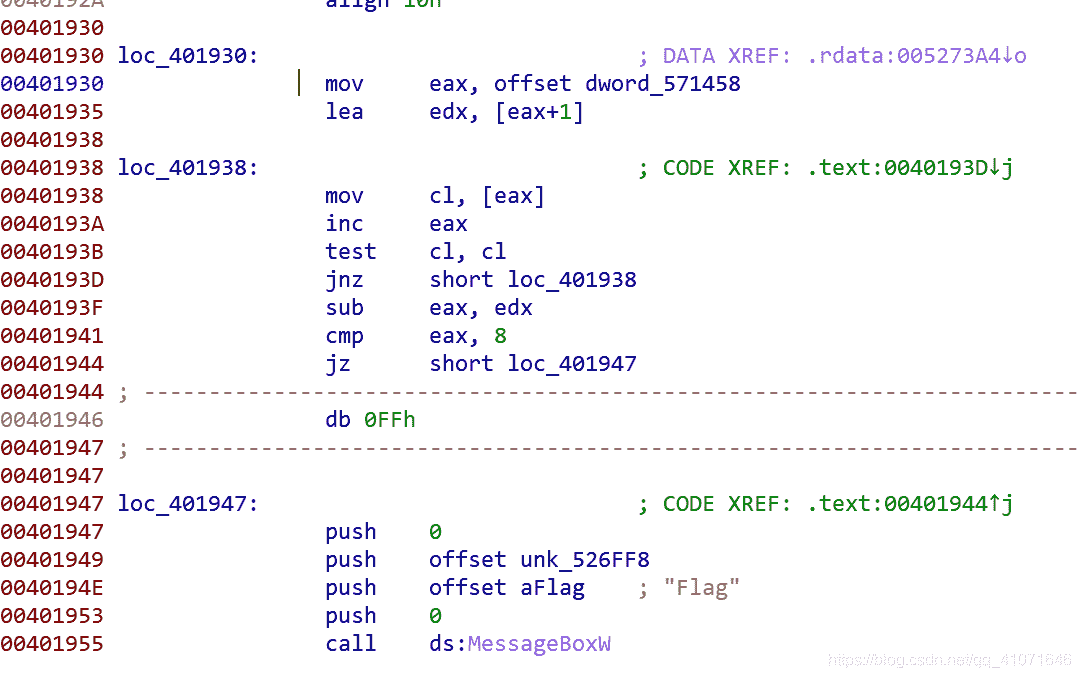 0040192A align 10h
00401930
00401930 loc_401930: ; DATA XREF: .rdata:005273A4↓o
00401930 mov eax, offset dword_571458
00401935 lea edx, [eax+1]
00401938
00401938 loc_401938: ; CODE XREF: .text:0040193D↓j
00401938 mov cl, [eax]
0040193A inc eax
0040193B test cl, cl
0040193D jnz short loc_401938
0040193F sub eax, edx
00401941 cmp eax, 8
00401944 jz short loc_401947
00401944 ; ---------------------------------------------------------------------------
00401946 db 0FFh
00401947 ; ---------------------------------------------------------------------------
00401947
00401947 loc_401947: ; CODE XREF: .text:00401944↑j
00401947 push 0
00401949 push offset unk_526FF8
0040194E push offset aFlag ; "Flag"
00401953 push 0
00401955 call ds:MessageBoxW
https://blog.csdn.net/qq_41071646